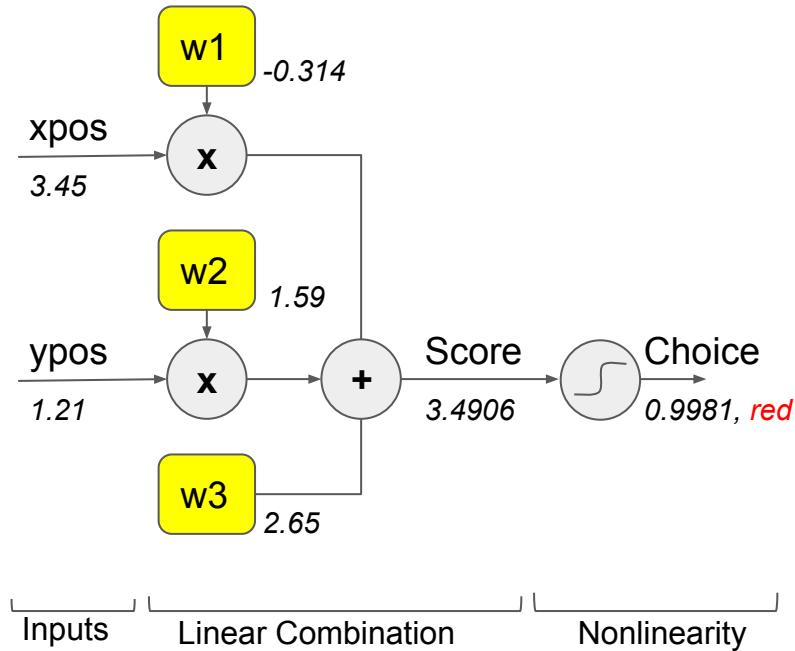 w1
-0.314
xpos
x
3.45
w2
1.59
ypos
x
+
Score
Choice
1.21
3.4906
0.9981, red
w3
2.65
Inputs
Linear Combination
Nonlinearity